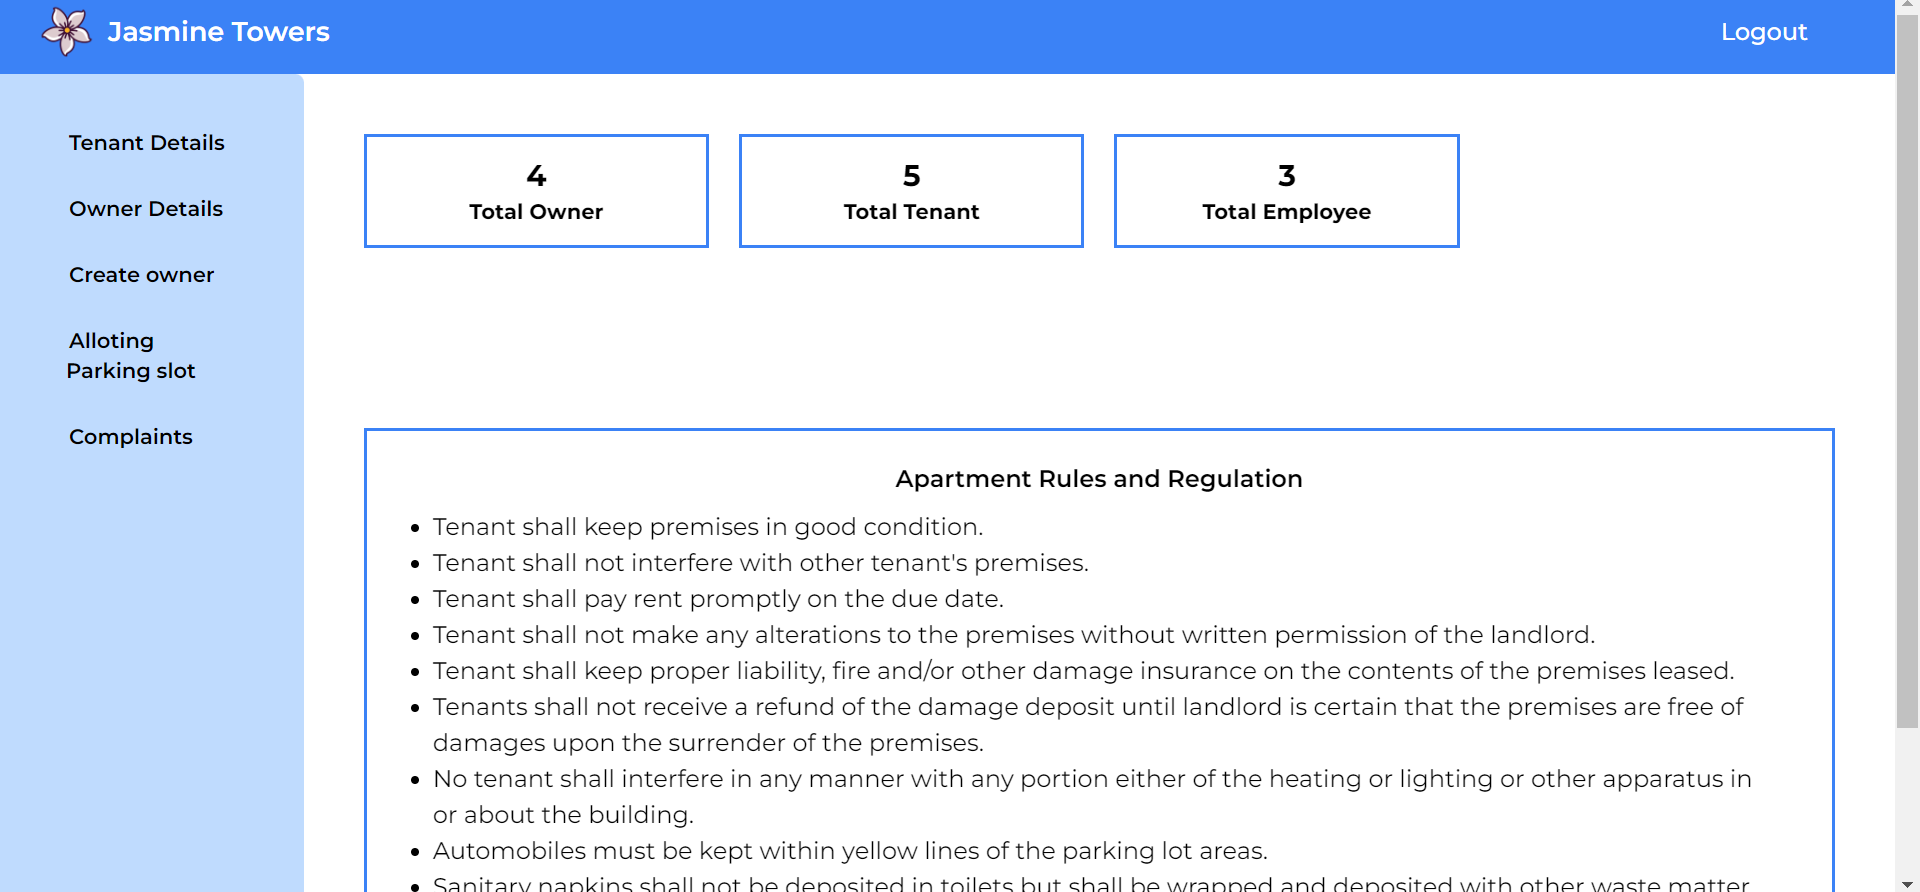 Jasmine Towers
Logout
Tenant Details
Owner Details
Create owner
Alloting
Parking slot
Complaints
4
Total Owner
5
Total Tenant
3
Total Employee
Apartment Rules and Regulation
• Tenant shall keep premises in good condition.
• Tenant shall not interfere with other tenant's premises.
• Tenant shall pay rent promptly on the due date.
• Tenant shall not make any alterations to the premises without written permission of the landlord.
• Tenant shall keep proper liability, fire and/or other damage insurance on the contents of the premises leased.
• Tenants shall not receive a refund of the damage deposit until landlord is certain that the premises are free of
damages upon the surrender of the premises.
• No tenant shall interfere in any manner with any portion either of the heating or lighting or other apparatus in
or about the building.
• Automobiles must be kept within yellow lines of the parking lot areas.
• Sanitary napkins shall not be deposited in toilets but shall be wrapped and deposited with other waste matter